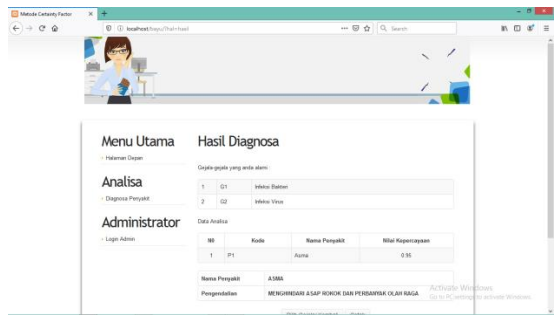 Metode Certainty Factor
localhost/bayu/?hal=hasil
Search
Menu Utama
Halaman Depan
Analisa
Diagnosa Penyakit
Administrator
Login Admin
Hasil Diagnosa
Gejala-gejala yang anda alami :
1 G1 Infeksi Bakteri
2 G2 Infeksi Virus
Data Analisa
N0 Kode Nama Penyakit Nilai Kepercayaan
1 P1 Asma 0.96
Nama Penyakit ASMA
Pengendalian MENGHINDARI ASAP ROKOK DAN PERBANYAK OLAH RAGA
Activate Windows
Go to PC settings to activate Windows.